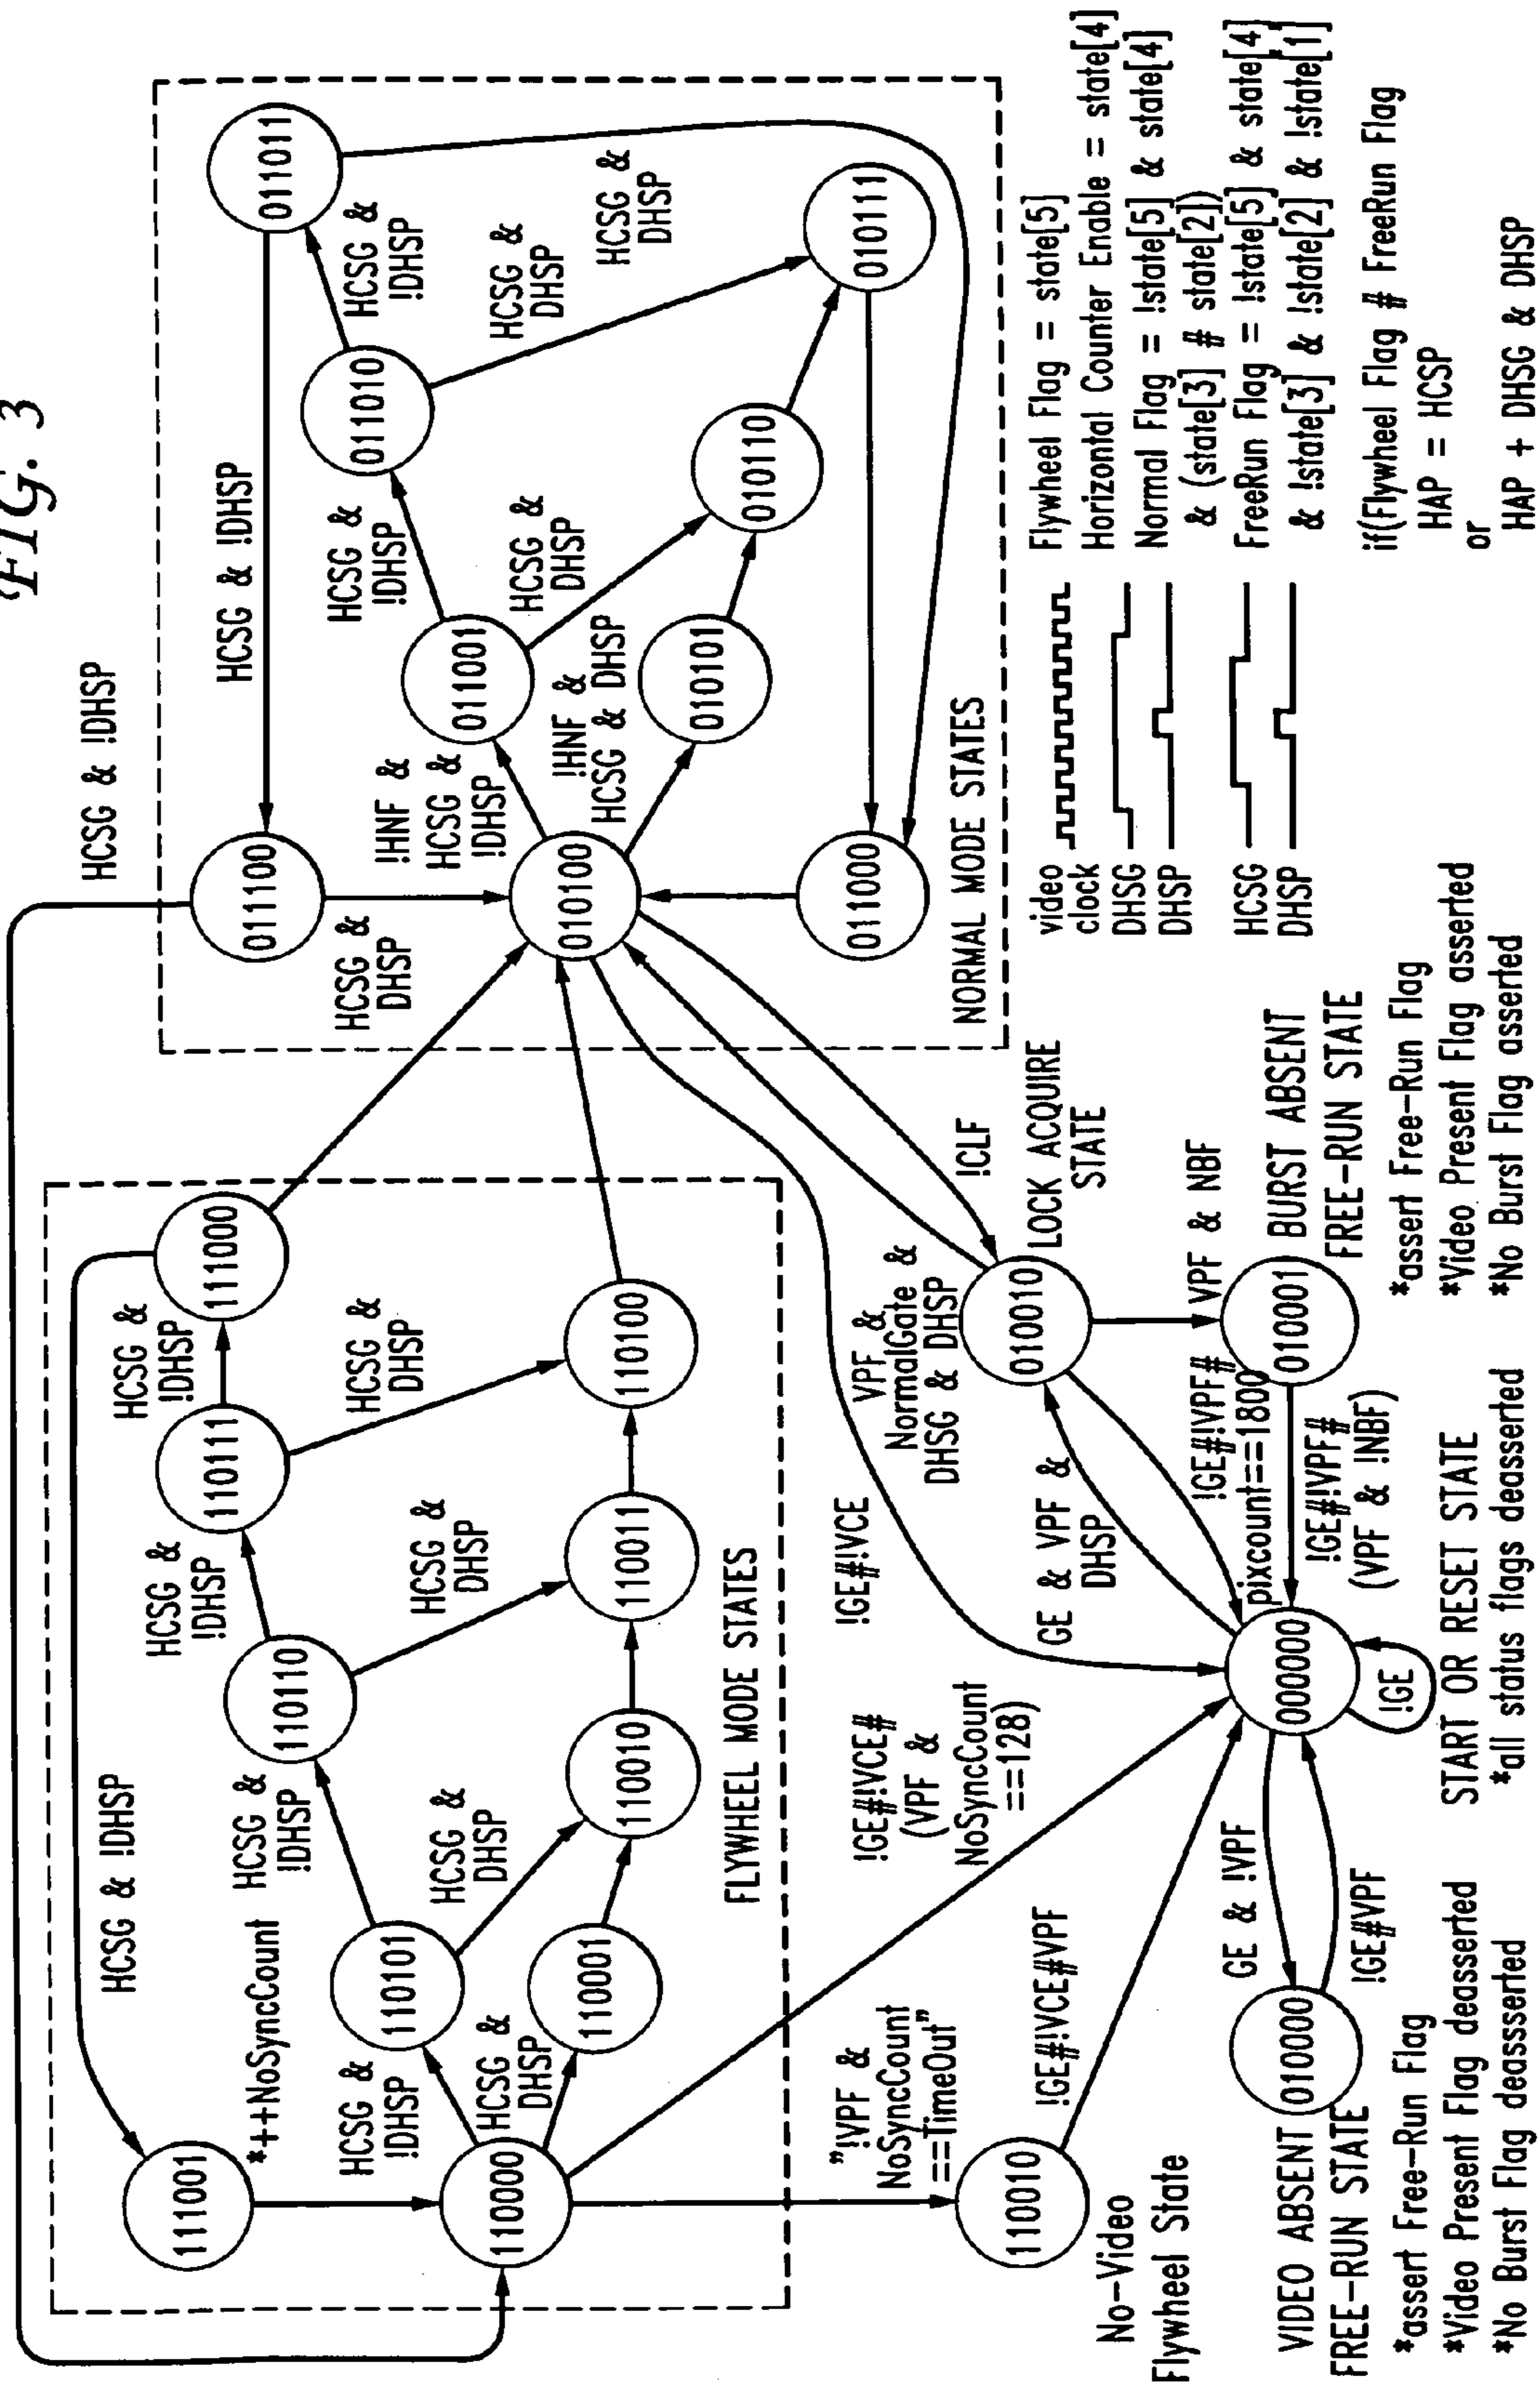 FIG. 3
HCSG & !DHSP
HCSG & !DHSP
*++NoSyncCount
111001
110000
HCSG &
!DHSP
110101
HCSG &
!DHSP
110110
HCSG &
!DHSP
110111
HCSG &
!DHSP
111000
HCSG &
DHSP
110001
HCSG &
DHSP
110010
HCSG &
DHSP
110011
HCSG &
DHSP
110100
FLYWHEEL MODE STATES
HCSG & !DHSP
011100
HCSG &
DHSP
010100
!HNF &
HCSG &
!DHSP
011001
HCSG &
!DHSP
011010
HCSG &
!DHSP
011011
!HNF &
HCSG & DHSP
010101
HCSG &
DHSP
010110
HCSG &
DHSP
HCSG &
DHSP
010111
011000
NORMAL MODE STATES
"!VPF &
NoSyncCount
==TimeOut"
110010
No-Video
Flywheel State
!GE#!VCE#VPF
!GE#!VCE#
(VPF &
NoSyncCount
==128)
!GE#!VCE
VPF &
NormalGate &
DHSG & DHSP
!CLF
010010
LOCK ACQUIRE
STATE
GE & VPF &
DHSP
!GE#!VPF#
pixcount==1800
VPF & NBF
010001
BURST ABSENT
FREE-RUN STATE
*assert Free-Run Flag
*Video Present Flag asserted
*No Burst Flag asserted
!GE#!VPF#
(VPF & !NBF)
000000
!GE
START OR RESET STATE
*all status flags deasserted
GE & !VPF
!GE#VPF
010000
VIDEO ABSENT
FREE-RUN STATE
*assert Free-Run Flag
*Video Present Flag deasserted
*No Burst Flag deassserted
video
clock
DHSG
DHSP
HCSG
DHSP
Flywheel Flag = state[5]
Horizontal Counter Enable = state[4]
Normal Flag = !state[5] & state[4]
& (state[3] # state[2])
FreeRun Flag = !state[5] & state[4]
& !state[3] & !state[2] & !state[1]
if(Flywheel Flag # FreeRun Flag
HAP = HCSP
or
HAP + DHSG & DHSP